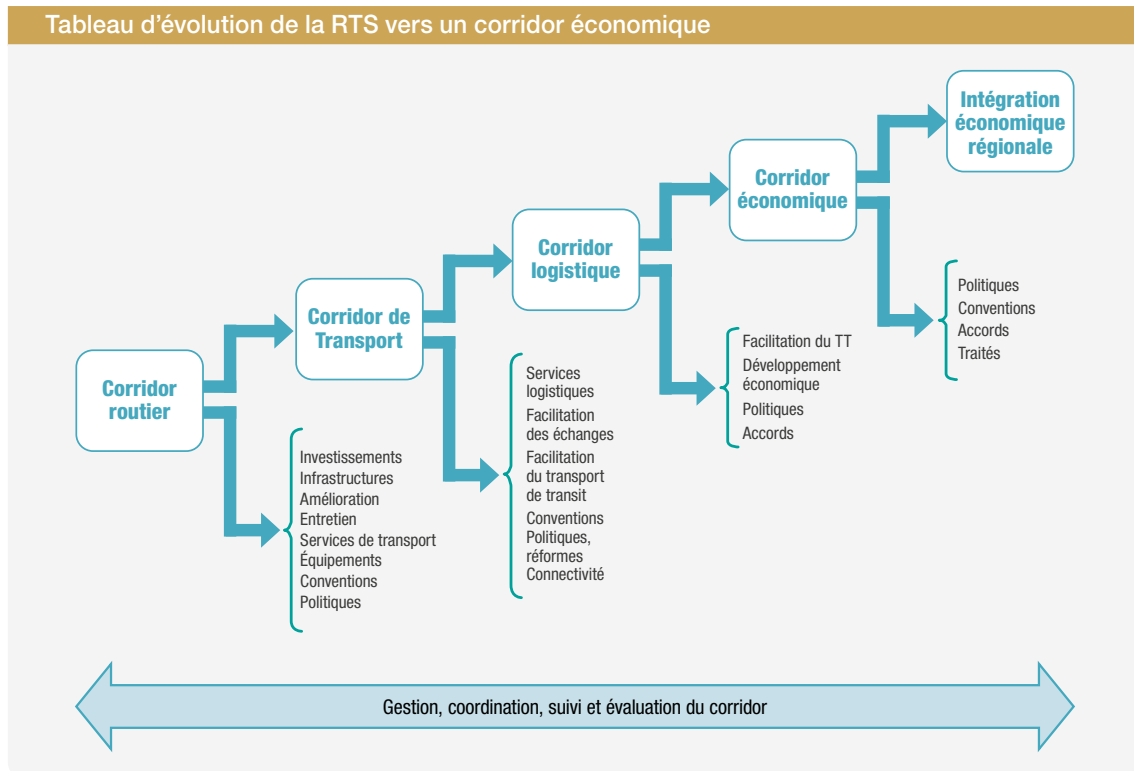 Tableau d'évolution de la RTS vers un corridor économique
Corridor
routier
Investissements
Infrastructures
Amélioration
Entretien
Services de transport
Équipements
Conventions
Politiques
Corridor de
Transport
Services
logistiques
Facilitation
des échanges
Facilitation
du transport
de transit
Conventions
Politiques,
réformes
Connectivité
Corridor
logistique
Facilitation du TT
Développement
économique
Politiques
Accords
Corridor
économique
Politiques
Conventions
Accords
Traités
Intégration
économique
régionale
Gestion, coordination, suivi et évaluation du corridor